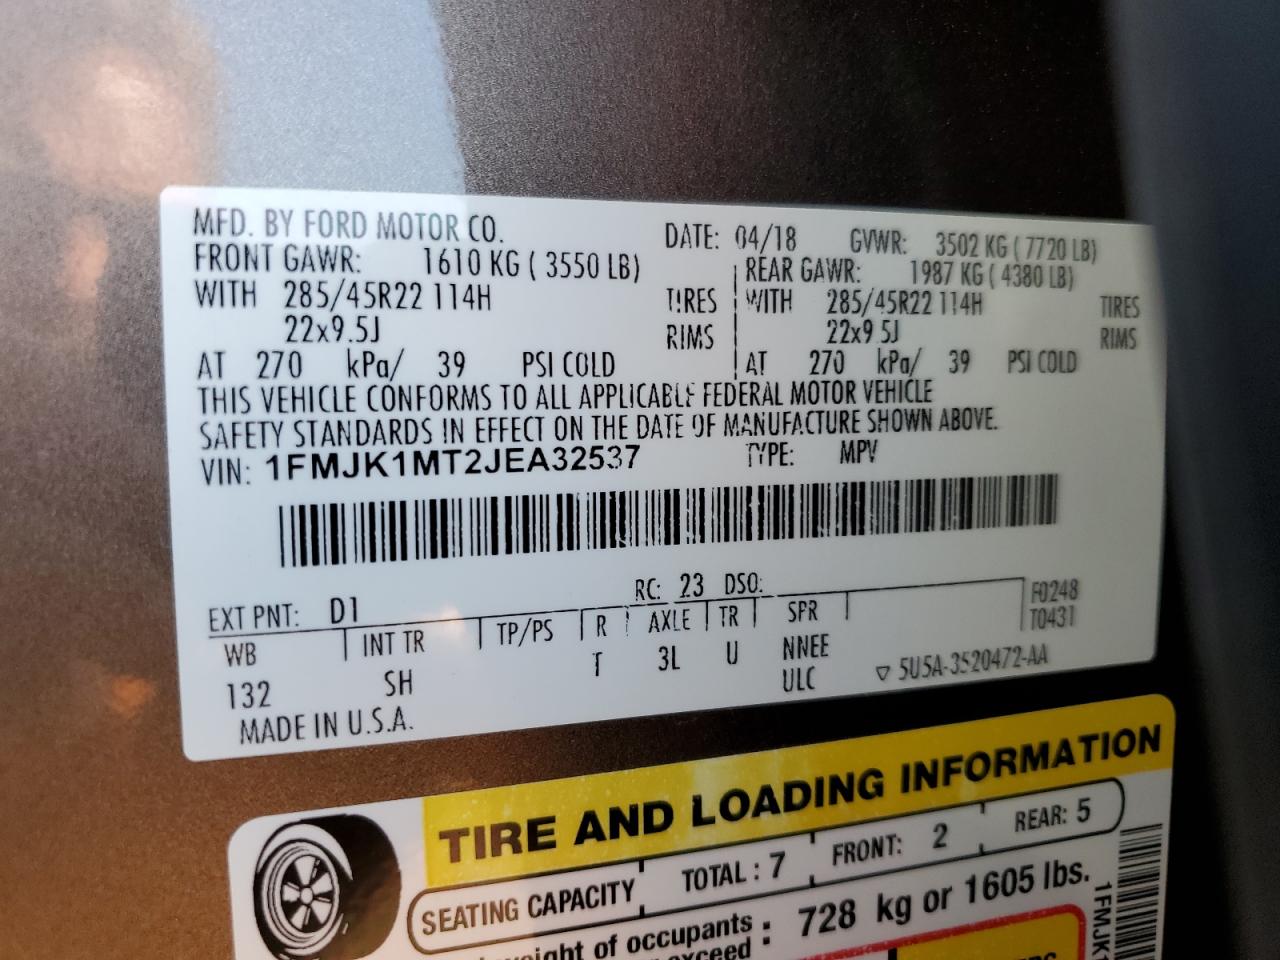 MFD. BY FORD MOTOR CO. DATE: 04/18 GVWR: 3502 KG ( 7720 LB)
FRONT GAWR: 1610 KG ( 3550 LB) REAR GAWR: 1987 KG ( 4380 LB)
WITH 285/45R22 114H TIRES WITH 285/45R22 114H TIRES
22x9.5J RIMS 22x9.5J RIMS
AT 270 kPa/ 39 PSI COLD AT 270 kPa/ 39 PSI COLD
THIS VEHICLE CONFORMS TO ALL APPLICABLE FEDERAL MOTOR VEHICLE
SAFETY STANDARDS IN EFFECT ON THE DATE OF MANUFACTURE SHOWN ABOVE.
VIN: 1FMJK1MT2JEA32537 TYPE: MPV
EXT PNT: D1 RC: 23 DSO: F0248
WB INT TR TP/PS R AXLE TR SPR T0431
132 SH T 3L U NNEE
ULC ▽ 5U5A-3520472-AA
MADE IN U.S.A.
TIRE AND LOADING INFORMATION
SEATING CAPACITY TOTAL : 7 FRONT: 2 REAR: 5
of occupants : 728 kg or 1605 lbs.
1FMJK1